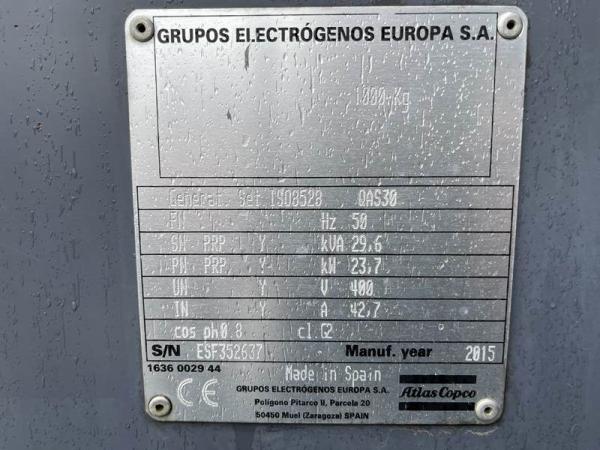 GRUPOS ELECTRÓGENOS EUROPA S.A.
1000 Kg
Generat. Set ISO8528 QAS30
FN Hz 50
SN PRP Y kVA 29,6
PN PRP Y kW 23,7
UN Y V 400
IN Y A 42,7
cos ph0.8 cl.G2
S/N ESF352637 Manuf. year 2015
1636 0029 44
Made in Spain
CE
GRUPOS ELECTRÓGENOS EUROPA S.A.
Polígono Pitarco II, Parcela 20
50450 Muel (Zaragoza) SPAIN
Atlas Copco